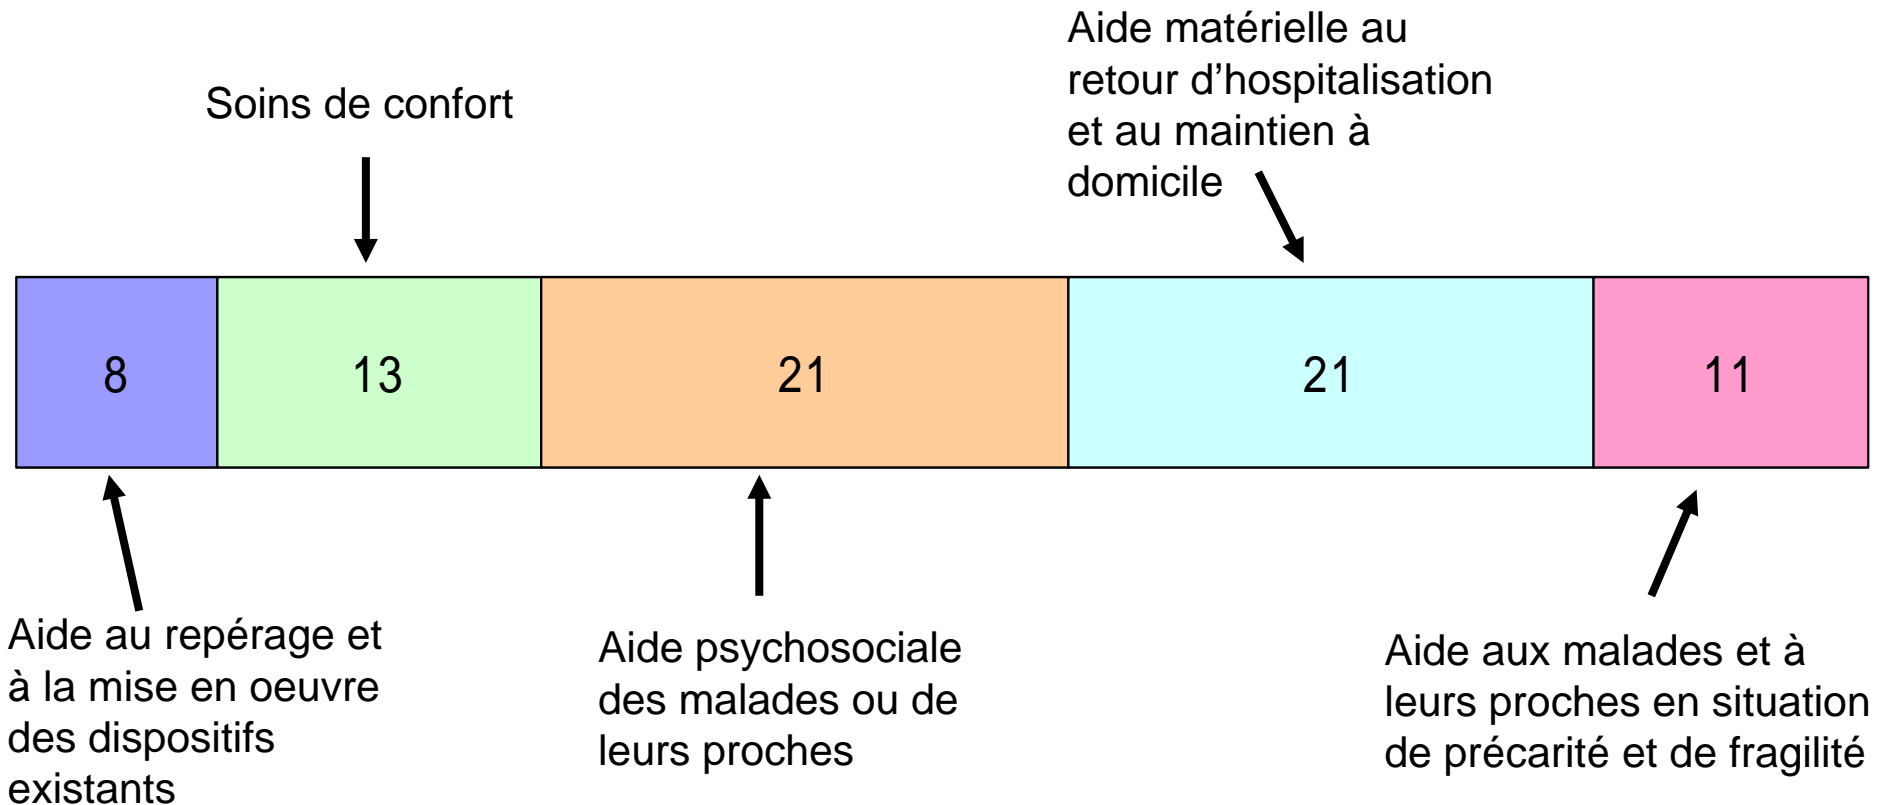 Soins de confort
Aide matérielle au
retour d’hospitalisation
et au maintien à
domicile
8
13
21
21
11
Aide au repérage et
à la mise en oeuvre
des dispositifs
existants
Aide psychosociale
des malades ou de
leurs proches
Aide aux malades et à
leurs proches en situation
de précarité et de fragilité